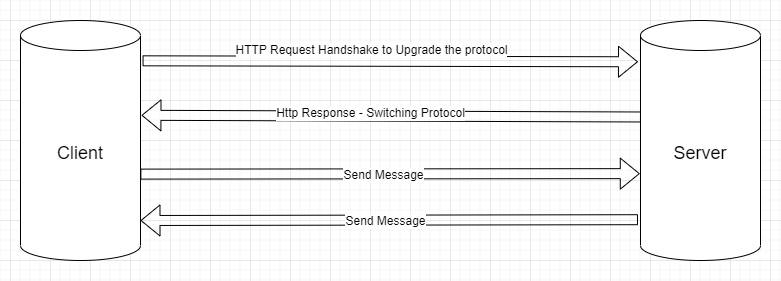 HTTP Request Handshake to Upgrade the protocol
Http Response - Switching Protocol
Client
Server
Send Message
Send Message